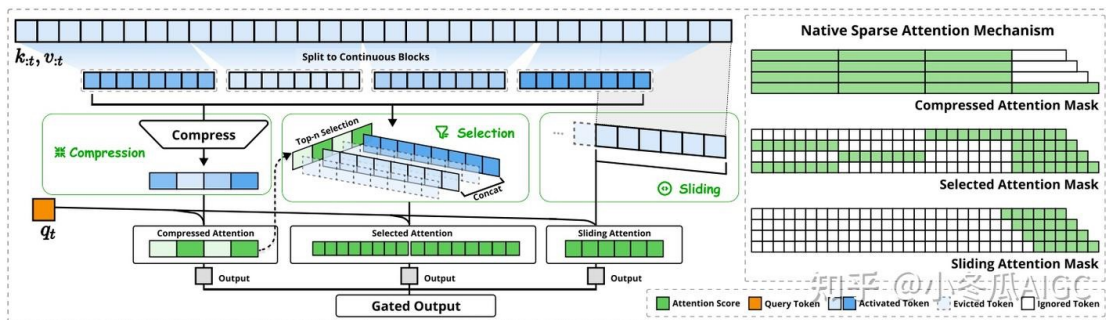 k:t, v:t
Split to Continuous Blocks
Compress
Compression
Top-n Selection
Selection
Concat
Sliding
qt
Compressed Attention
Selected Attention
Sliding Attention
Output
Output
Output
Gated Output
Native Sparse Attention Mechanism
Compressed Attention Mask
Selected Attention Mask
Sliding Attention Mask
知乎 @小冬瓜AIGC
Attention Score
Query Token
Activated Token
Evicted Token
Ignored Token